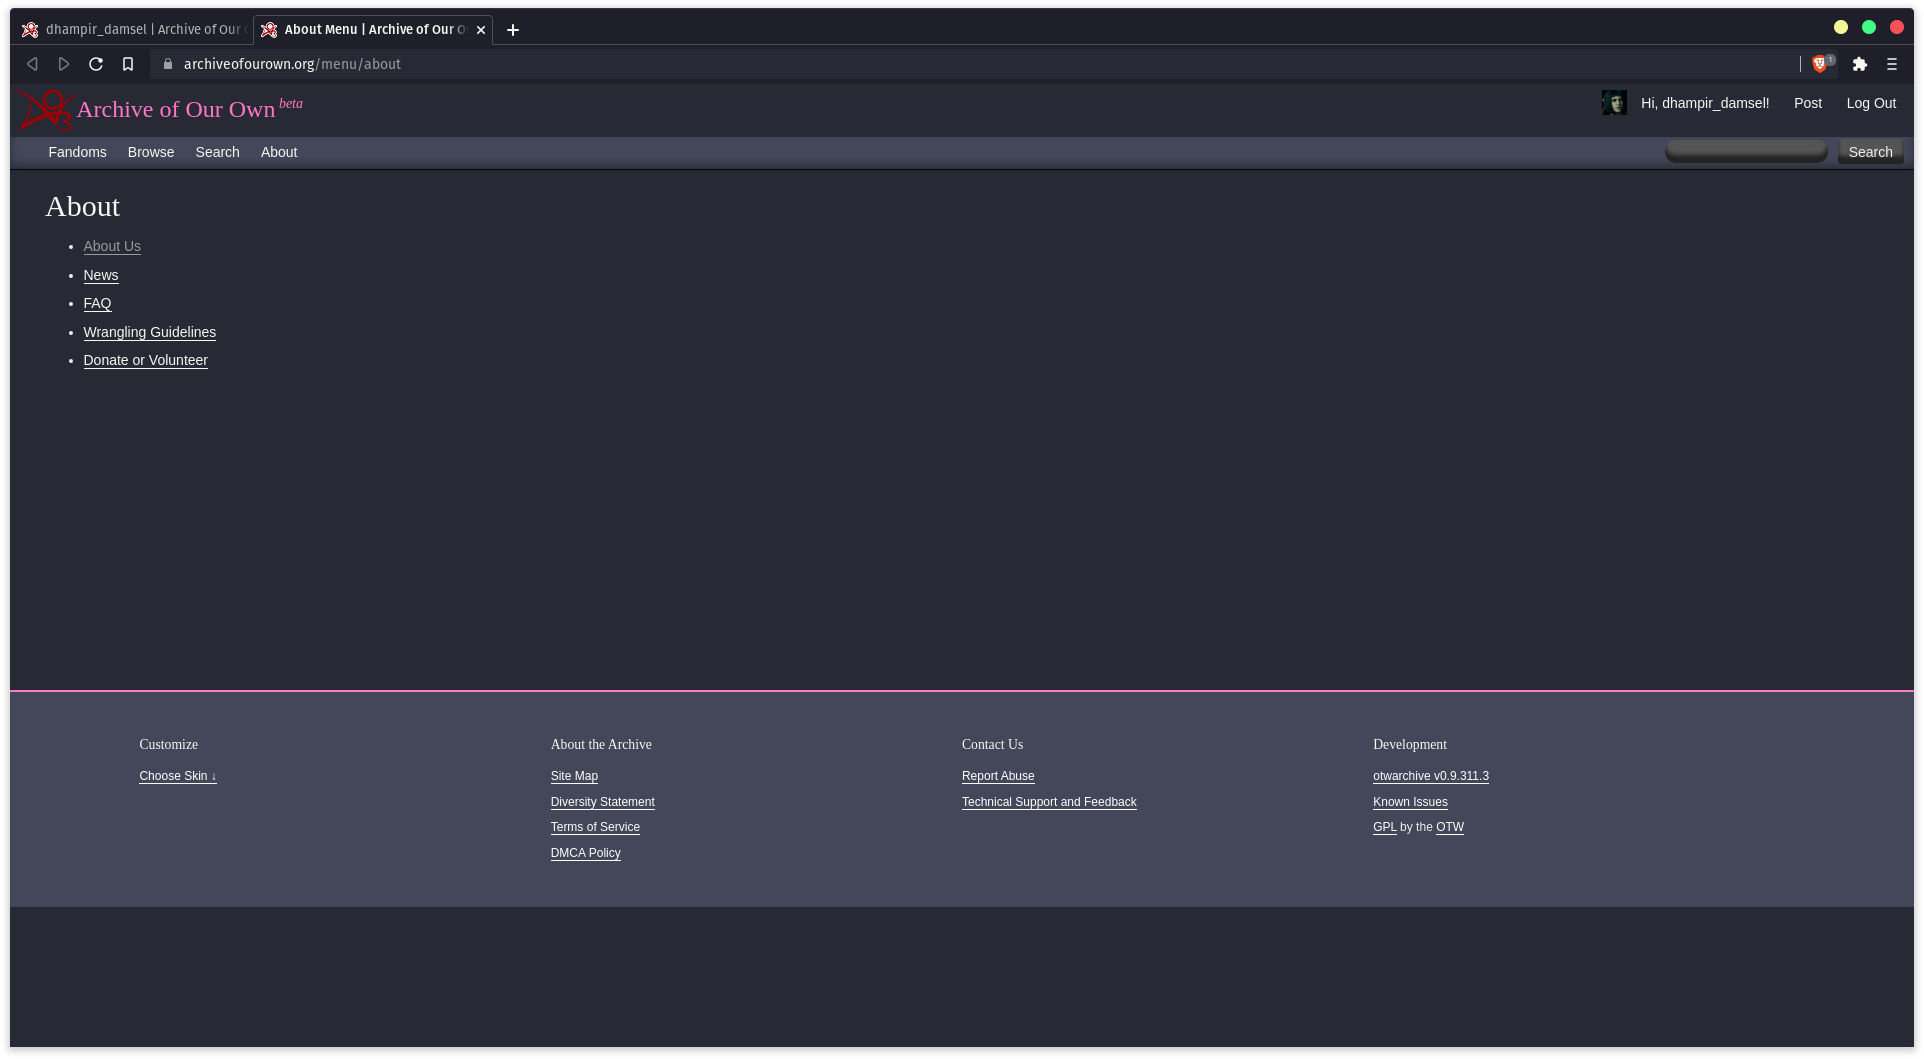 dhampir_damsel | Archive of Our
About Menu | Archive of Our O
archiveofourown.org/menu/about
1
Archive of Our Own beta
Hi, dhampir_damsel! Post Log Out
Fandoms Browse Search About
Search
About
• About Us
• News
• FAQ
• Wrangling Guidelines
• Donate or Volunteer
Customize
Choose Skin ↓
About the Archive
Site Map
Diversity Statement
Terms of Service
DMCA Policy
Contact Us
Report Abuse
Technical Support and Feedback
Development
otwarchive v0.9.311.3
Known Issues
GPL by the OTW